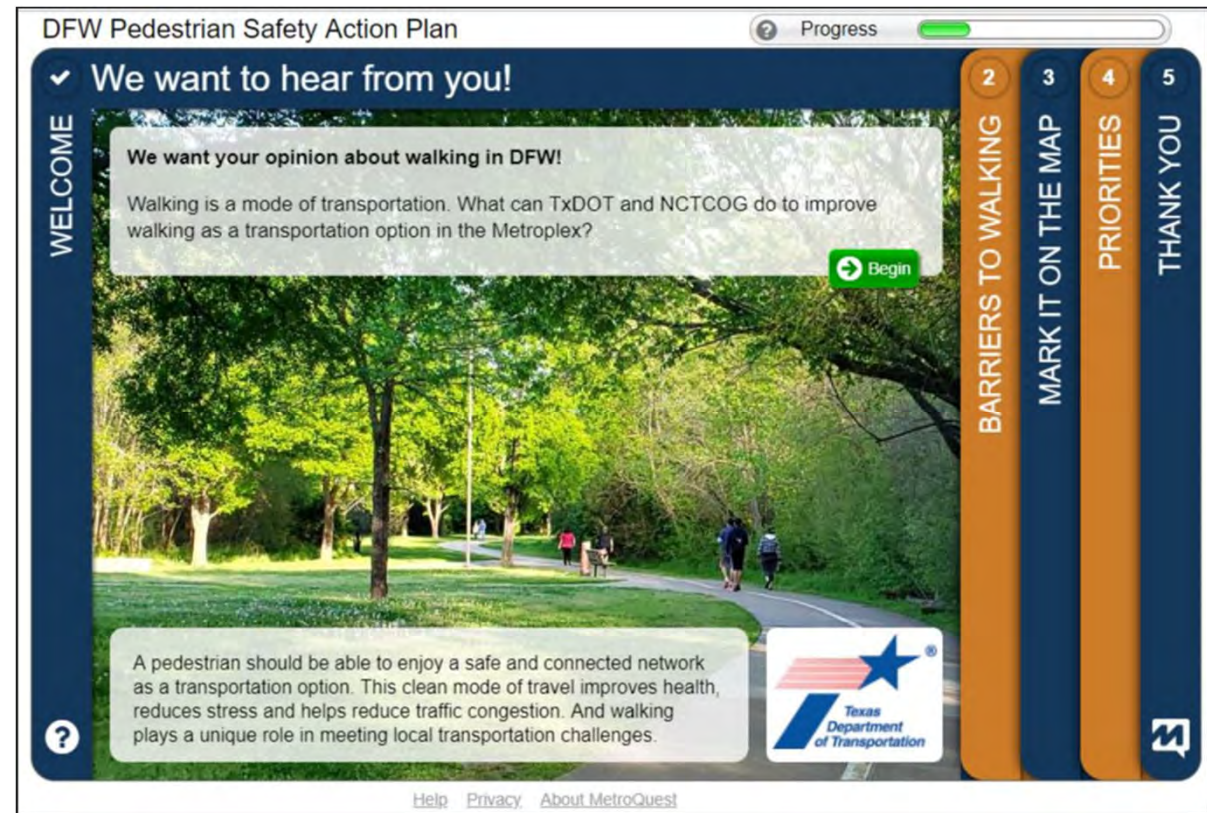 DFW Pedestrian Safety Action Plan
? Progress
We want to hear from you!
WELCOME
We want your opinion about walking in DFW!
Walking is a mode of transportation. What can TxDOT and NCTCOG do to improve
walking as a transportation option in the Metroplex?
Begin
2 BARRIERS TO WALKING
3 MARK IT ON THE MAP
4 PRIORITIES
5 THANK YOU
A pedestrian should be able to enjoy a safe and connected network
as a transportation option. This clean mode of travel improves health,
reduces stress and helps reduce traffic congestion. And walking
plays a unique role in meeting local transportation challenges.
®
Texas
Department
of Transportation
?
Help Privacy About MetroQuest